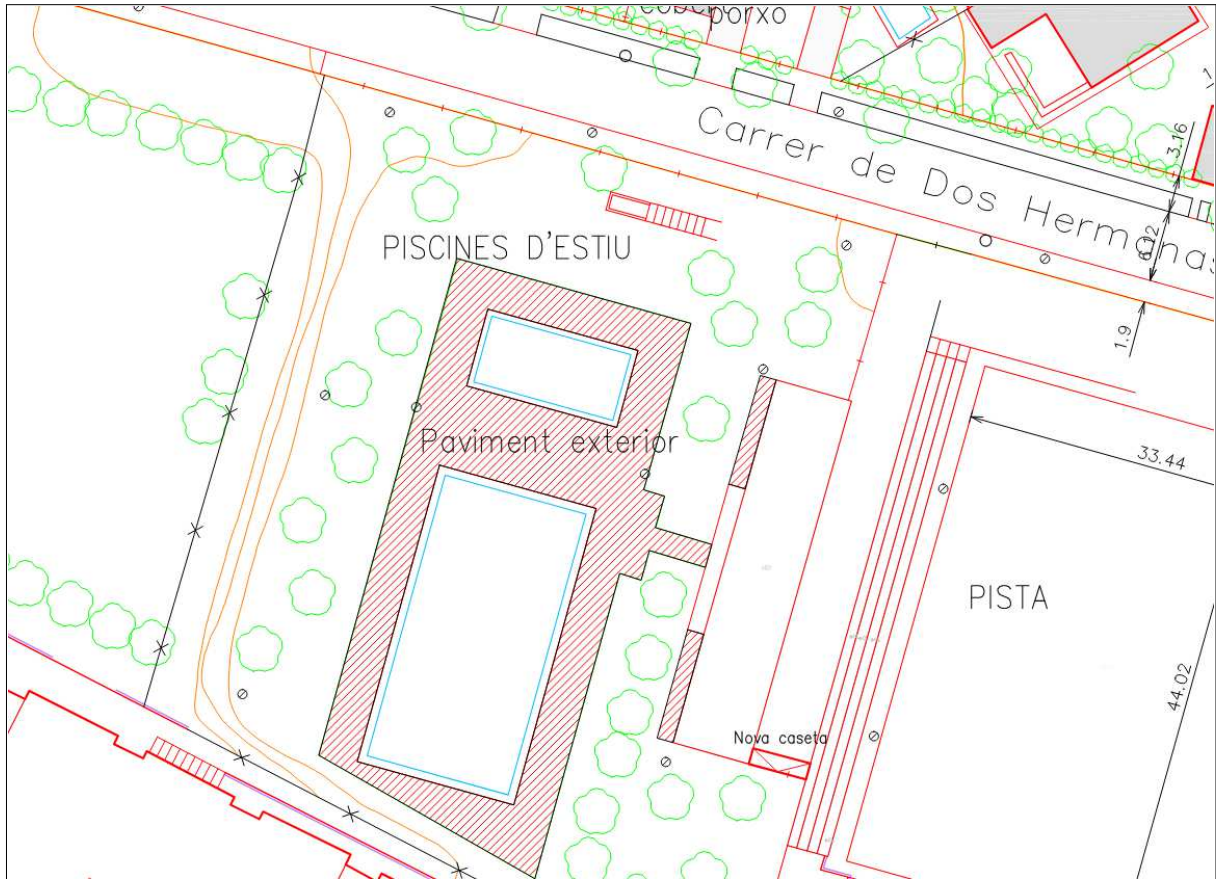 porxo
Carrer de Dos Hermanas
3.16
6.12
1.9
PISCINES D'ESTIU
Paviment exterior
33.44
PISTA
44.02
Nova caseta